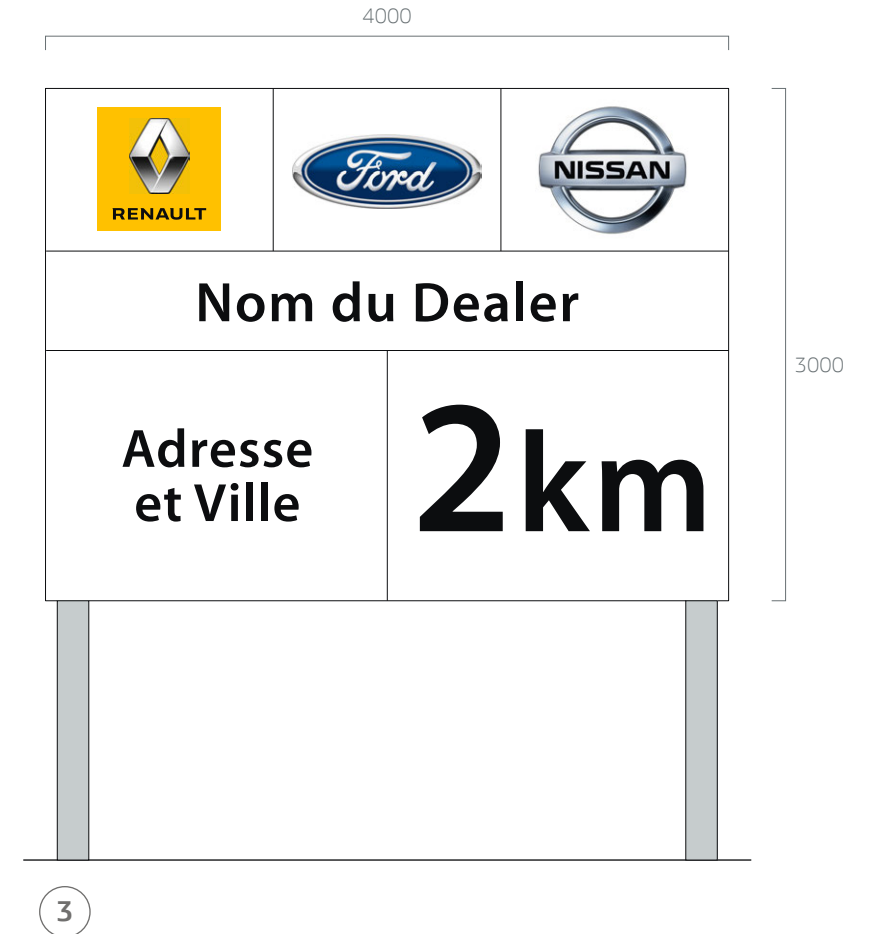 4000
RENAULT
Ford
NISSAN
Nom du Dealer
3000
Adresse
et Ville
2km
3